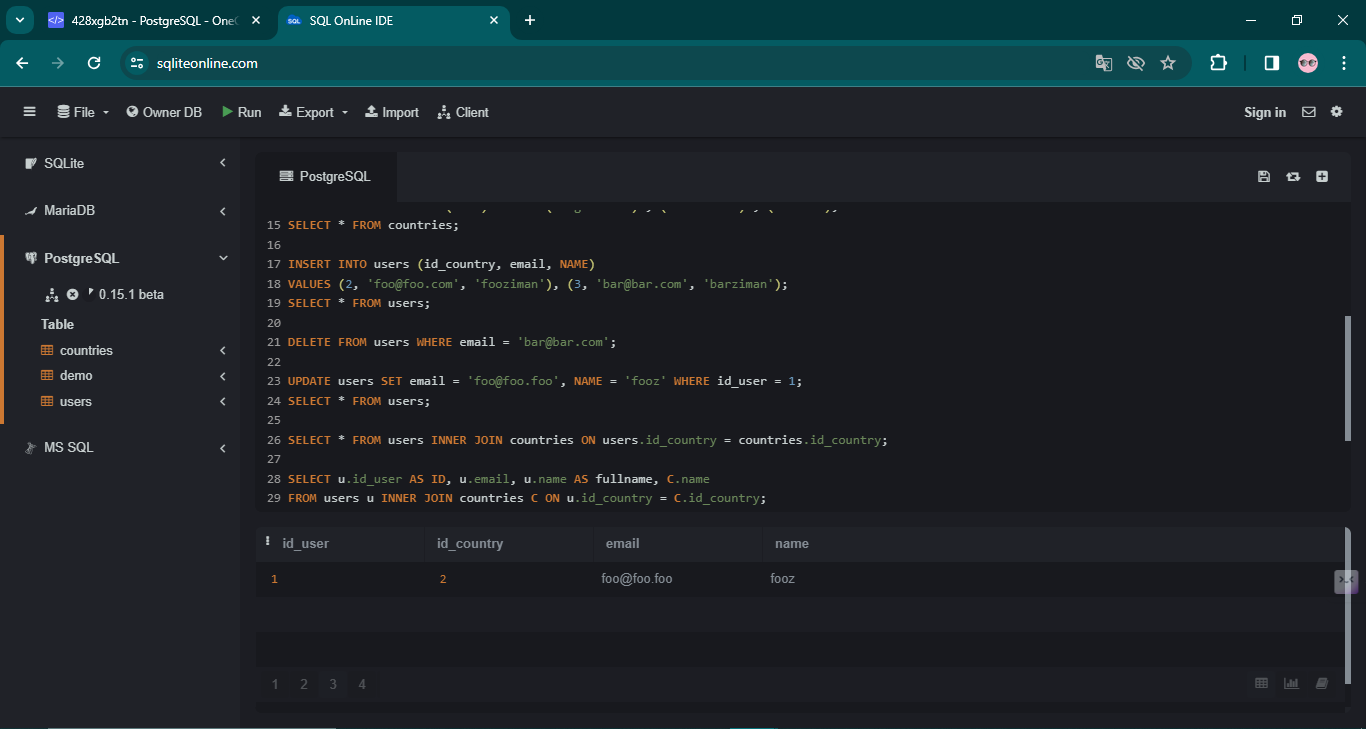 428xgb2tn - PostgreSQL - OneC
SQL OnLine IDE
sqliteonline.com
File
Owner DB
Run
Export
Import
Client
Sign in
SQLite
MariaDB
PostgreSQL
0.15.1 beta
Table
countries
demo
users
MS SQL
PostgreSQL
15 SELECT * FROM countries;
16
17 INSERT INTO users (id_country, email, NAME)
18 VALUES (2, 'foo@foo.com', 'fooziman'), (3, 'bar@bar.com', 'barziman');
19 SELECT * FROM users;
20
21 DELETE FROM users WHERE email = 'bar@bar.com';
22
23 UPDATE users SET email = 'foo@foo.foo', NAME = 'fooz' WHERE id_user = 1;
24 SELECT * FROM users;
25
26 SELECT * FROM users INNER JOIN countries ON users.id_country = countries.id_country;
27
28 SELECT u.id_user AS ID, u.email, u.name AS fullname, C.name
29 FROM users u INNER JOIN countries C ON u.id_country = C.id_country;
id_user id_country email name
1 2 foo@foo.foo fooz
1 2 3 4